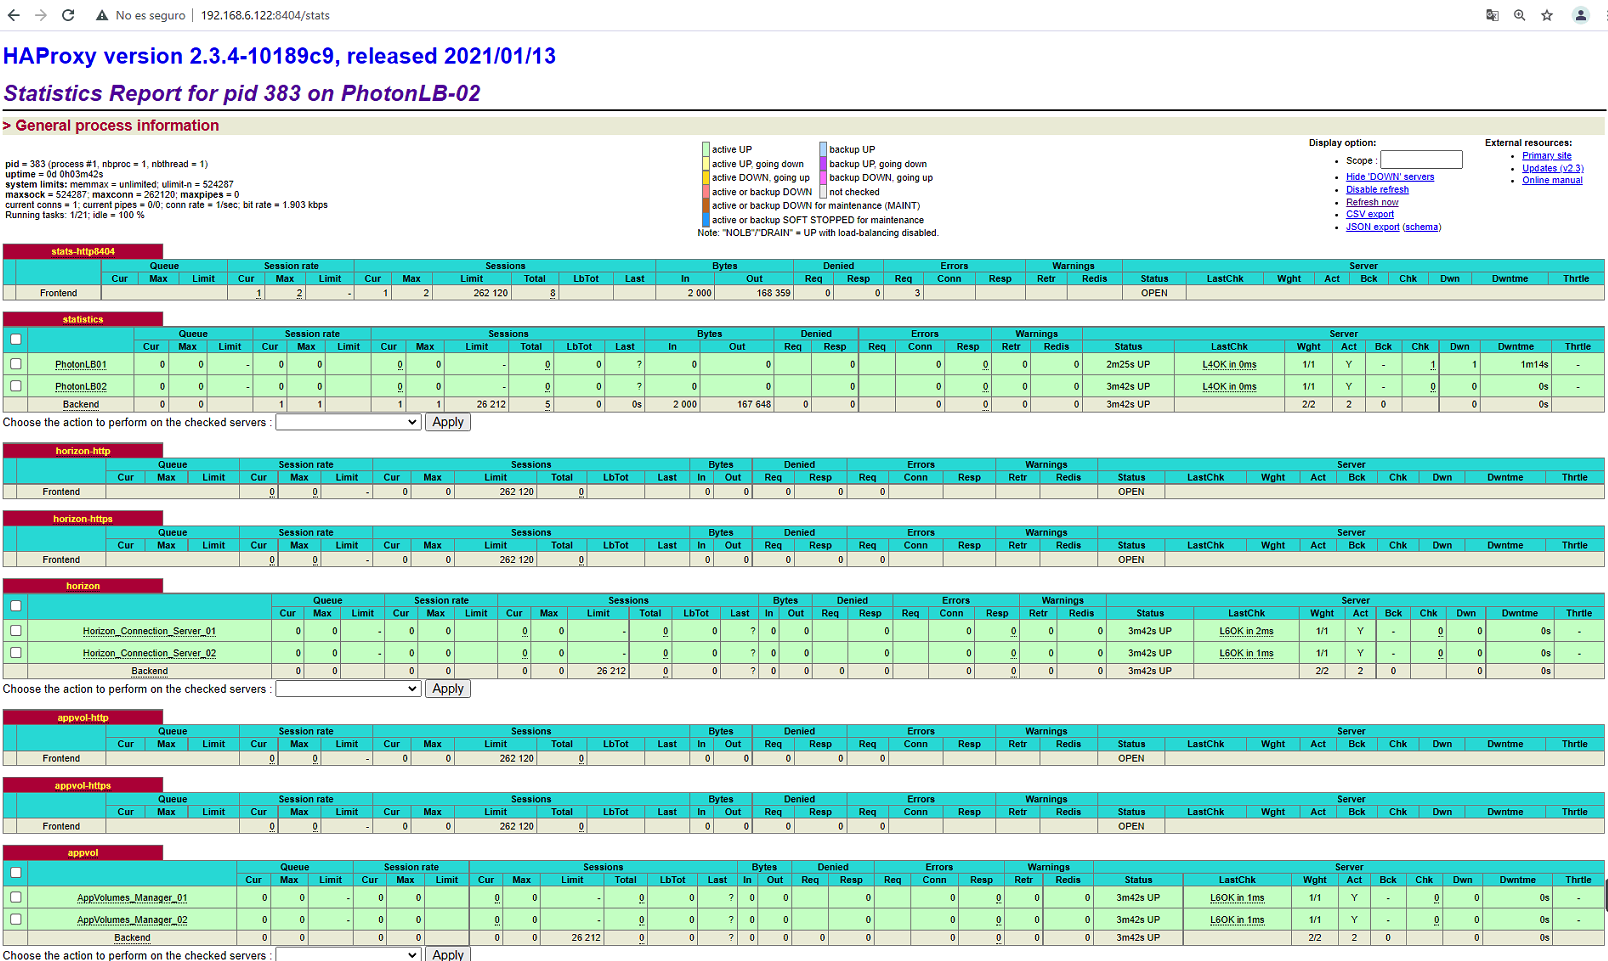 No es seguro 192.168.6.122:8404/stats
HAProxy version 2.3.4-10189c9, released 2021/01/13
Statistics Report for pid 383 on PhotonLB-02
> General process information
pid = 383 (process #1, nbproc = 1, nbthread = 1)
uptime = 0d 0h03m42s
system limits: memmax = unlimited; ulimit-n = 524287
maxsock = 524287; maxconn = 262120; maxpipes = 0
current conns = 1; current pipes = 0/0; conn rate = 1/sec; bit rate = 1.903 kbps
Running tasks: 1/21; idle = 100 %
active UP backup UP
active UP, going down backup UP, going down
active DOWN, going up backup DOWN, going up
active or backup DOWN not checked
active or backup DOWN for maintenance (MAINT)
active or backup SOFT STOPPED for maintenance
Note: "NOLB"/"DRAIN" = UP with load-balancing disabled.
Display option:
Scope :
Hide 'DOWN' servers
Disable refresh
Refresh now
CSV export
JSON export (schema)
External resources:
Primary site
Updates (v2.3)
Online manual
stats-http8404
Queue Session rate Sessions Bytes Denied Errors Warnings Server
Cur Max Limit Cur Max Limit Cur Max Limit Total LbTot Last In Out Req Resp Req Conn Resp Retr Redis Status LastChk Wght Act Bck Chk Dwn Dwntme Thrtle
Frontend 1 2 - 1 2 262 120 8 2 000 168 359 0 0 3 OPEN
statistics
Queue Session rate Sessions Bytes Denied Errors Warnings Server
Cur Max Limit Cur Max Limit Cur Max Limit Total LbTot Last In Out Req Resp Req Conn Resp Retr Redis Status LastChk Wght Act Bck Chk Dwn Dwntme Thrtle
PhotonLB01 0 0 - 0 0 0 0 - 0 0 ? 0 0 0 0 0 0 0 2m25s UP L4OK in 0ms 1/1 Y - 1 1 1m14s -
PhotonLB02 0 0 - 0 0 0 0 - 0 0 ? 0 0 0 0 0 0 0 3m42s UP L4OK in 0ms 1/1 Y - 0 0 0s -
Backend 0 0 1 1 1 1 26 212 5 0 0s 2 000 167 648 0 0 0 0 0 0 3m42s UP 2/2 2 0 0 0s
Choose the action to perform on the checked servers : Apply
horizon-http
Queue Session rate Sessions Bytes Denied Errors Warnings Server
Cur Max Limit Cur Max Limit Cur Max Limit Total LbTot Last In Out Req Resp Req Conn Resp Retr Redis Status LastChk Wght Act Bck Chk Dwn Dwntme Thrtle
Frontend 0 0 - 0 0 262 120 0 0 0 0 0 0 OPEN
horizon-https
Queue Session rate Sessions Bytes Denied Errors Warnings Server
Cur Max Limit Cur Max Limit Cur Max Limit Total LbTot Last In Out Req Resp Req Conn Resp Retr Redis Status LastChk Wght Act Bck Chk Dwn Dwntme Thrtle
Frontend 0 0 - 0 0 262 120 0 0 0 0 0 0 OPEN
horizon
Queue Session rate Sessions Bytes Denied Errors Warnings Server
Cur Max Limit Cur Max Limit Cur Max Limit Total LbTot Last In Out Req Resp Req Conn Resp Retr Redis Status LastChk Wght Act Bck Chk Dwn Dwntme Thrtle
Horizon_Connection_Server_01 0 0 - 0 0 0 0 - 0 0 ? 0 0 0 0 0 0 0 3m42s UP L6OK in 2ms 1/1 Y - 0 0 0s -
Horizon_Connection_Server_02 0 0 - 0 0 0 0 - 0 0 ? 0 0 0 0 0 0 0 3m42s UP L6OK in 1ms 1/1 Y - 0 0 0s -
Backend 0 0 0 0 0 0 26 212 0 0 ? 0 0 0 0 0 0 0 0 3m42s UP 2/2 2 0 0 0s
Choose the action to perform on the checked servers : Apply
appvol-http
Queue Session rate Sessions Bytes Denied Errors Warnings Server
Cur Max Limit Cur Max Limit Cur Max Limit Total LbTot Last In Out Req Resp Req Conn Resp Retr Redis Status LastChk Wght Act Bck Chk Dwn Dwntme Thrtle
Frontend 0 0 - 0 0 262 120 0 0 0 0 0 0 OPEN
appvol-https
Queue Session rate Sessions Bytes Denied Errors Warnings Server
Cur Max Limit Cur Max Limit Cur Max Limit Total LbTot Last In Out Req Resp Req Conn Resp Retr Redis Status LastChk Wght Act Bck Chk Dwn Dwntme Thrtle
Frontend 0 0 - 0 0 262 120 0 0 0 0 0 0 OPEN
appvol
Queue Session rate Sessions Bytes Denied Errors Warnings Server
Cur Max Limit Cur Max Limit Cur Max Limit Total LbTot Last In Out Req Resp Req Conn Resp Retr Redis Status LastChk Wght Act Bck Chk Dwn Dwntme Thrtle
AppVolumes_Manager_01 0 0 - 0 0 0 0 - 0 0 ? 0 0 0 0 0 0 0 3m42s UP L6OK in 1ms 1/1 Y - 0 0 0s -
AppVolumes_Manager_02 0 0 - 0 0 0 0 - 0 0 ? 0 0 0 0 0 0 0 3m42s UP L6OK in 1ms 1/1 Y - 0 0 0s -
Backend 0 0 0 0 0 0 26 212 0 0 ? 0 0 0 0 0 0 0 0 3m42s UP 2/2 2 0 0 0s
Choose the action to perform on the checked servers : Apply